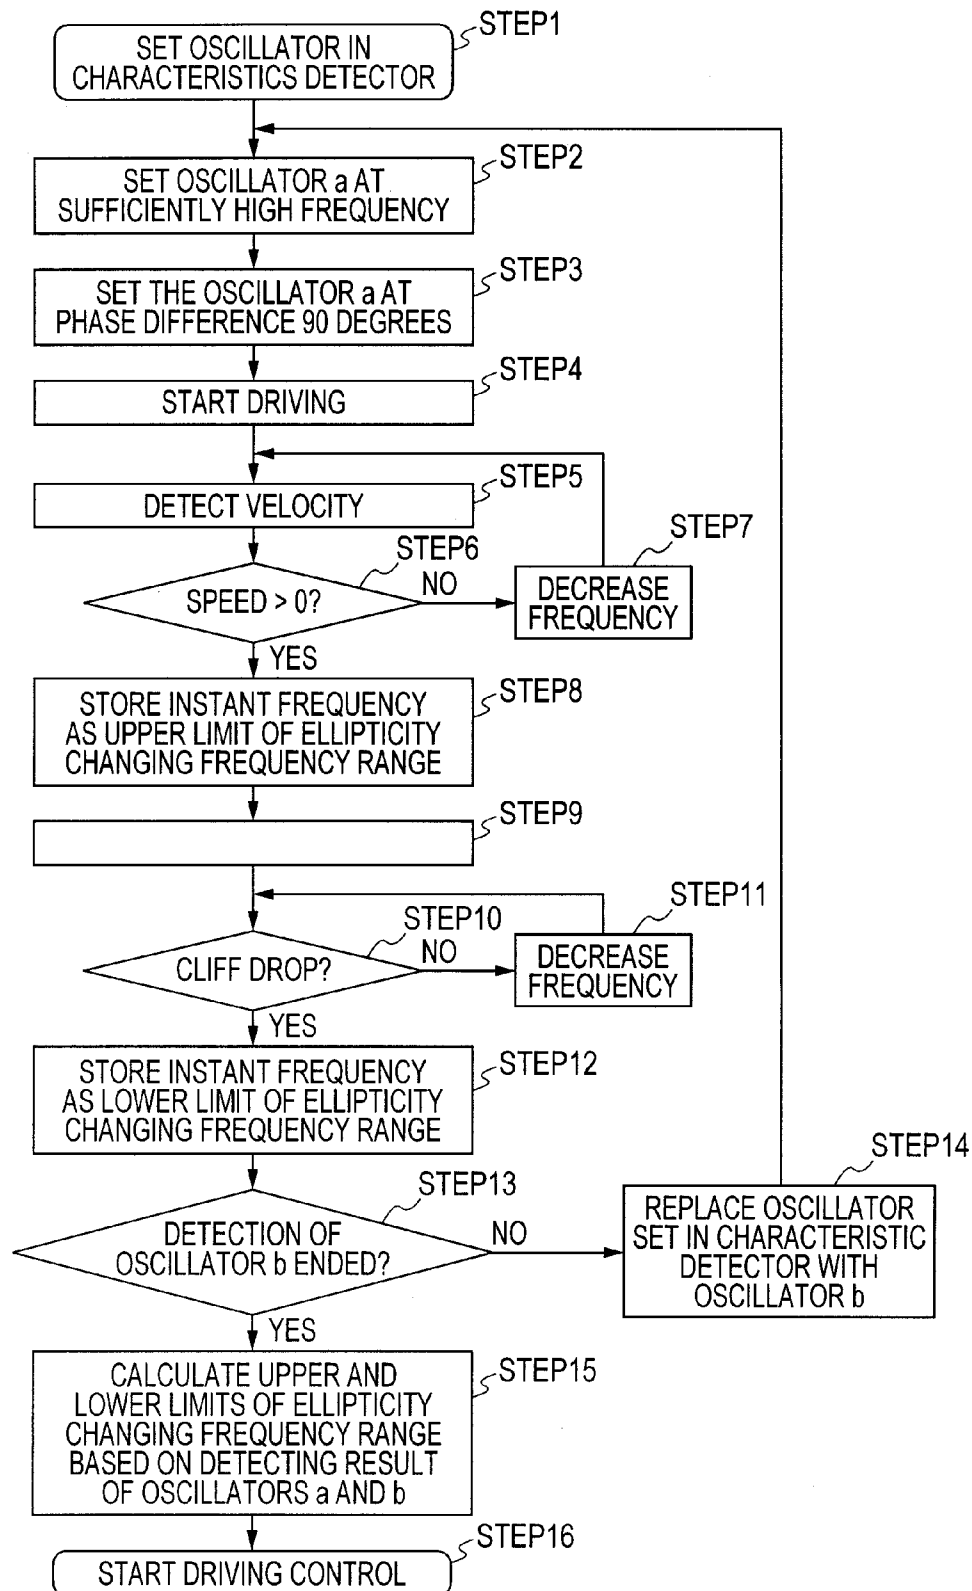 STEP1
SET OSCILLATOR IN
CHARACTERISTICS DETECTOR
STEP2
SET OSCILLATOR a AT
SUFFICIENTLY HIGH FREQUENCY
STEP3
SET THE OSCILLATOR a AT
PHASE DIFFERENCE 90 DEGREES
STEP4
START DRIVING
STEP5
DETECT VELOCITY
STEP6
SPEED > 0?
NO
STEP7
DECREASE
FREQUENCY
YES
STEP8
STORE INSTANT FREQUENCY
AS UPPER LIMIT OF ELLIPTICITY
CHANGING FREQUENCY RANGE
STEP9
STEP10
CLIFF DROP?
NO
STEP11
DECREASE
FREQUENCY
YES
STEP12
STORE INSTANT FREQUENCY
AS LOWER LIMIT OF ELLIPTICITY
CHANGING FREQUENCY RANGE
STEP13
DETECTION OF
OSCILLATOR b ENDED?
NO
STEP14
REPLACE OSCILLATOR
SET IN CHARACTERISTIC
DETECTOR WITH
OSCILLATOR b
YES
STEP15
CALCULATE UPPER AND
LOWER LIMITS OF ELLIPTICITY
CHANGING FREQUENCY RANGE
BASED ON DETECTING RESULT
OF OSCILLATORS a AND b
STEP16
START DRIVING CONTROL